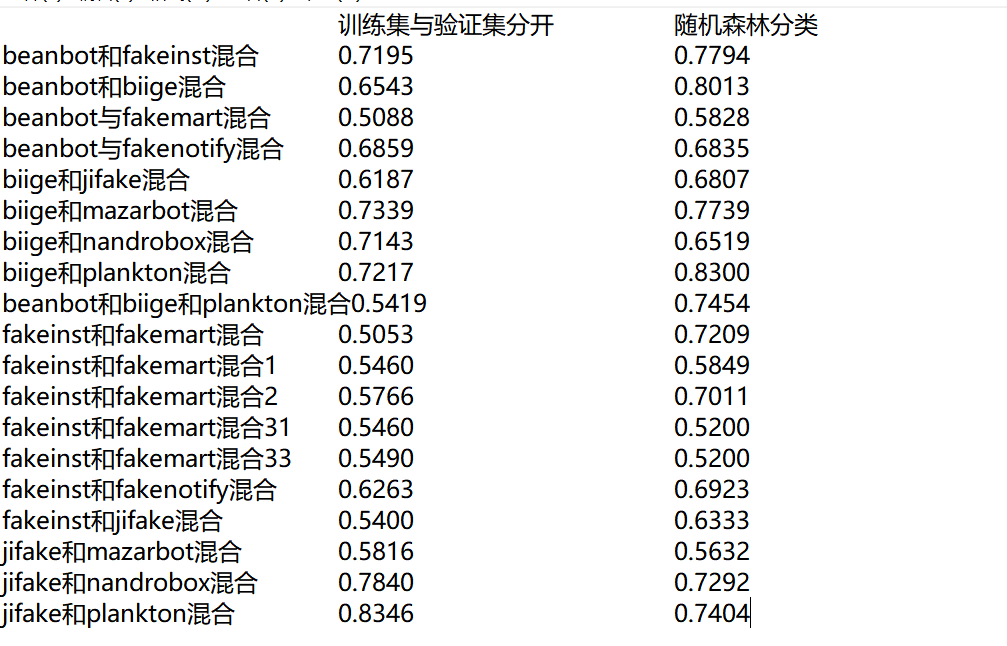 训练集与验证集分开 随机森林分类
beanbot和fakeinst混合 0.7195 0.7794
beanbot和biige混合 0.6543 0.8013
beanbot与fakemart混合 0.5088 0.5828
beanbot与fakenotify混合 0.6859 0.6835
biige和jifake混合 0.6187 0.6807
biige和mazarbot混合 0.7339 0.7739
biige和nandrobox混合 0.7143 0.6519
biige和plankton混合 0.7217 0.8300
beanbot和biige和plankton混合0.5419 0.7454
fakeinst和fakemart混合 0.5053 0.7209
fakeinst和fakemart混合1 0.5460 0.5849
fakeinst和fakemart混合2 0.5766 0.7011
fakeinst和fakemart混合31 0.5460 0.5200
fakeinst和fakemart混合33 0.5490 0.5200
fakeinst和fakenotify混合 0.6263 0.6923
fakeinst和jifake混合 0.5400 0.6333
jifake和mazarbot混合 0.5816 0.5632
jifake和nandrobox混合 0.7840 0.7292
jifake和plankton混合 0.8346 0.7404